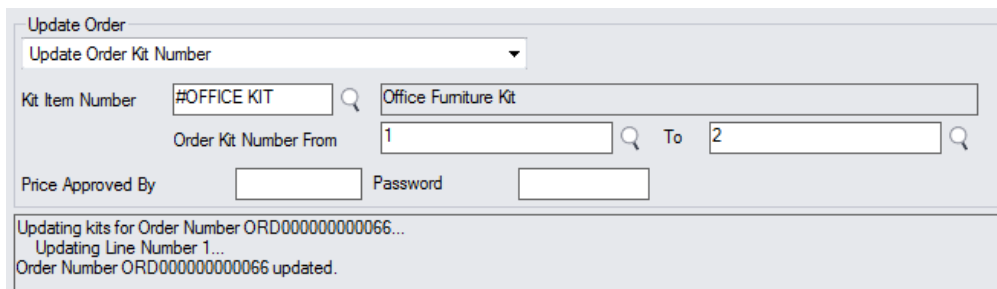 Update Order
Update Order Kit Number
Kit Item Number #OFFICE KIT Office Furniture Kit
Order Kit Number From 1 To 2
Price Approved By Password
Updating kits for Order Number ORD000000000066...
Updating Line Number 1...
Order Number ORD000000000066 updated.